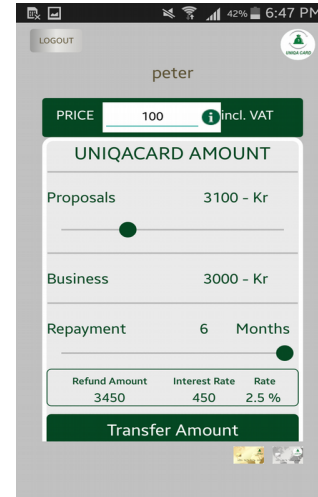 42% 6:47 PM
LOGOUT
UNIQA CARD
peter
PRICE 100 i incl. VAT
UNIQACARD AMOUNT
Proposals 3100 - Kr
Business 3000 - Kr
Repayment 6 Months
Refund Amount Interest Rate Rate
3450 450 2.5 %
Transfer Amount